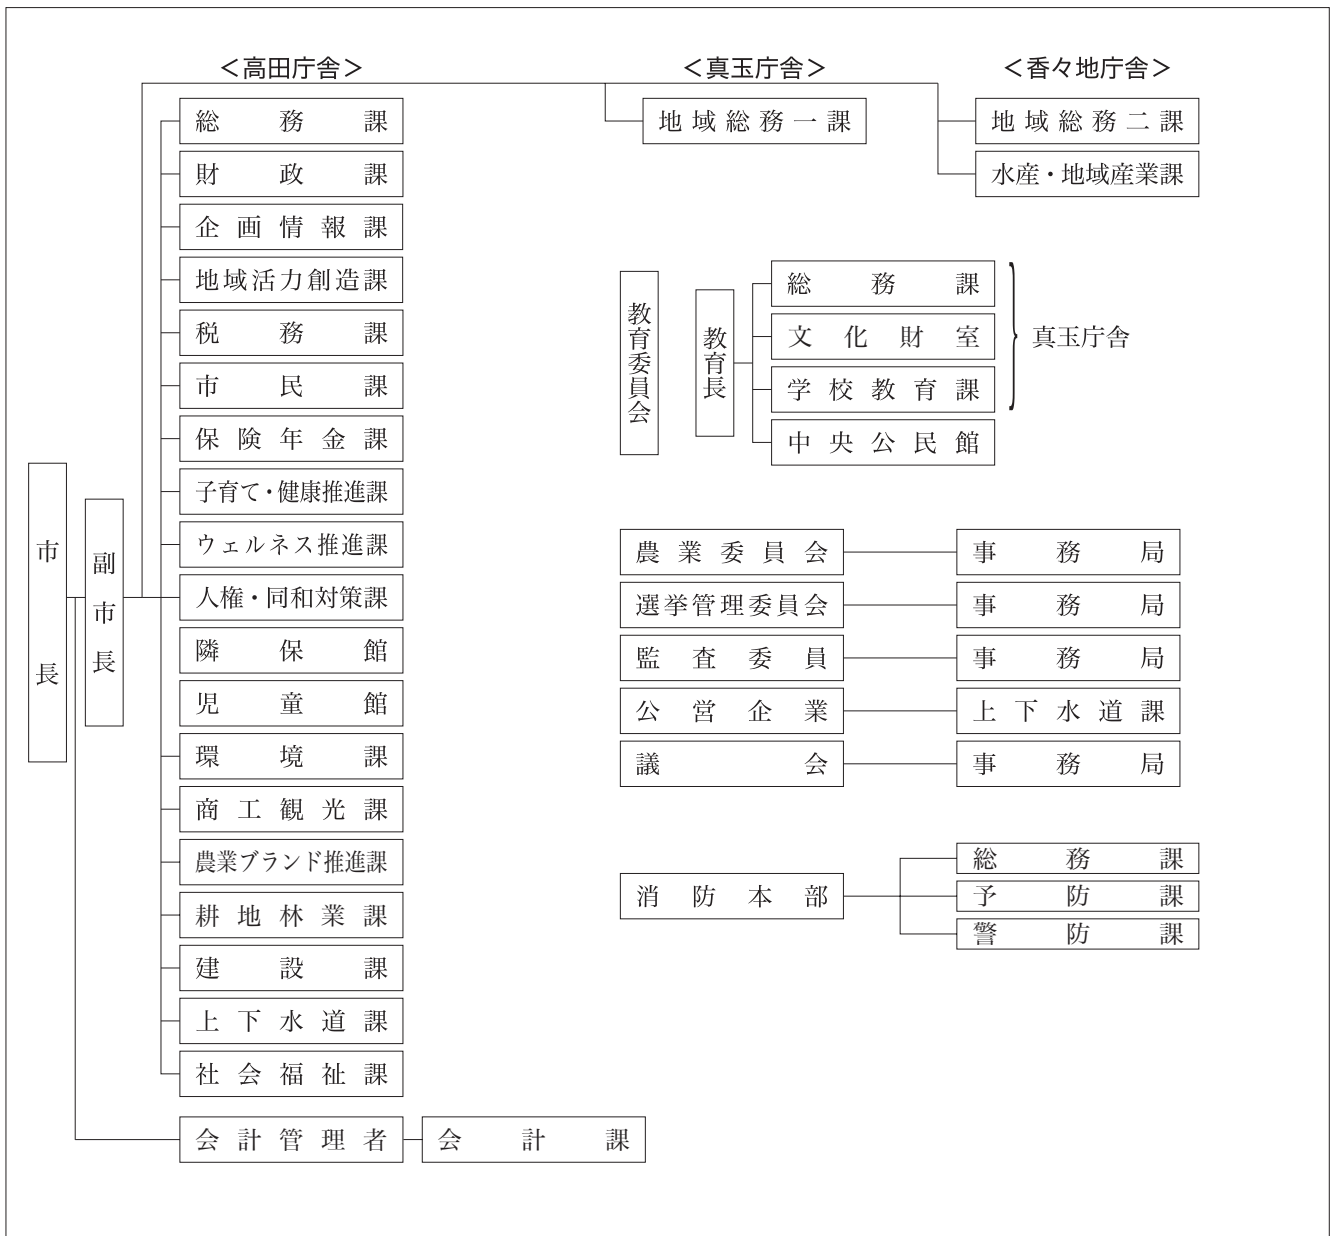 <高田庁舎>
<真玉庁舎>
<香々地庁舎>
市長
副市長
総務課
財政課
企画情報課
地域活力創造課
税務課
市民課
保険年金課
子育て・健康推進課
ウェルネス推進課
人権・同和対策課
隣保館
児童館
環境課
商工観光課
農業ブランド推進課
耕地林業課
建設課
上下水道課
社会福祉課
会計管理者
会計課
地域総務一課
地域総務二課
水産・地域産業課
教育委員会
教育長
総務課
文化財室
学校教育課
中央公民館
真玉庁舎
農業委員会
事務局
選挙管理委員会
事務局
監査委員
事務局
公営企業
上下水道課
議会
事務局
消防本部
総務課
予防課
警防課